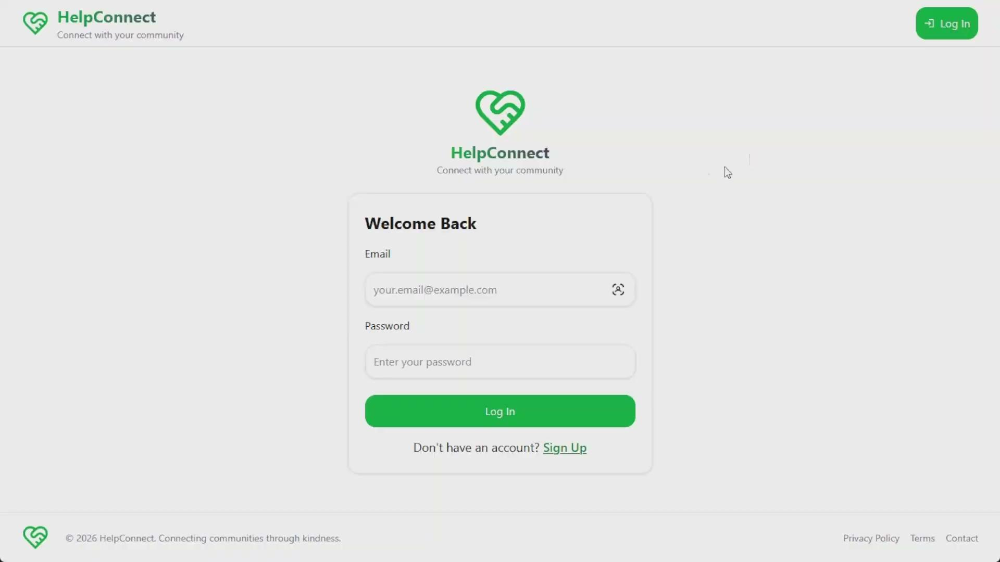 HelpConnect
Connect with your community
Log In
HelpConnect
Connect with your community
Welcome Back
Email
your.email@example.com
Password
Enter your password
Log In
Don't have an account? Sign Up
© 2026 HelpConnect. Connecting communities through kindness.
Privacy Policy Terms Contact